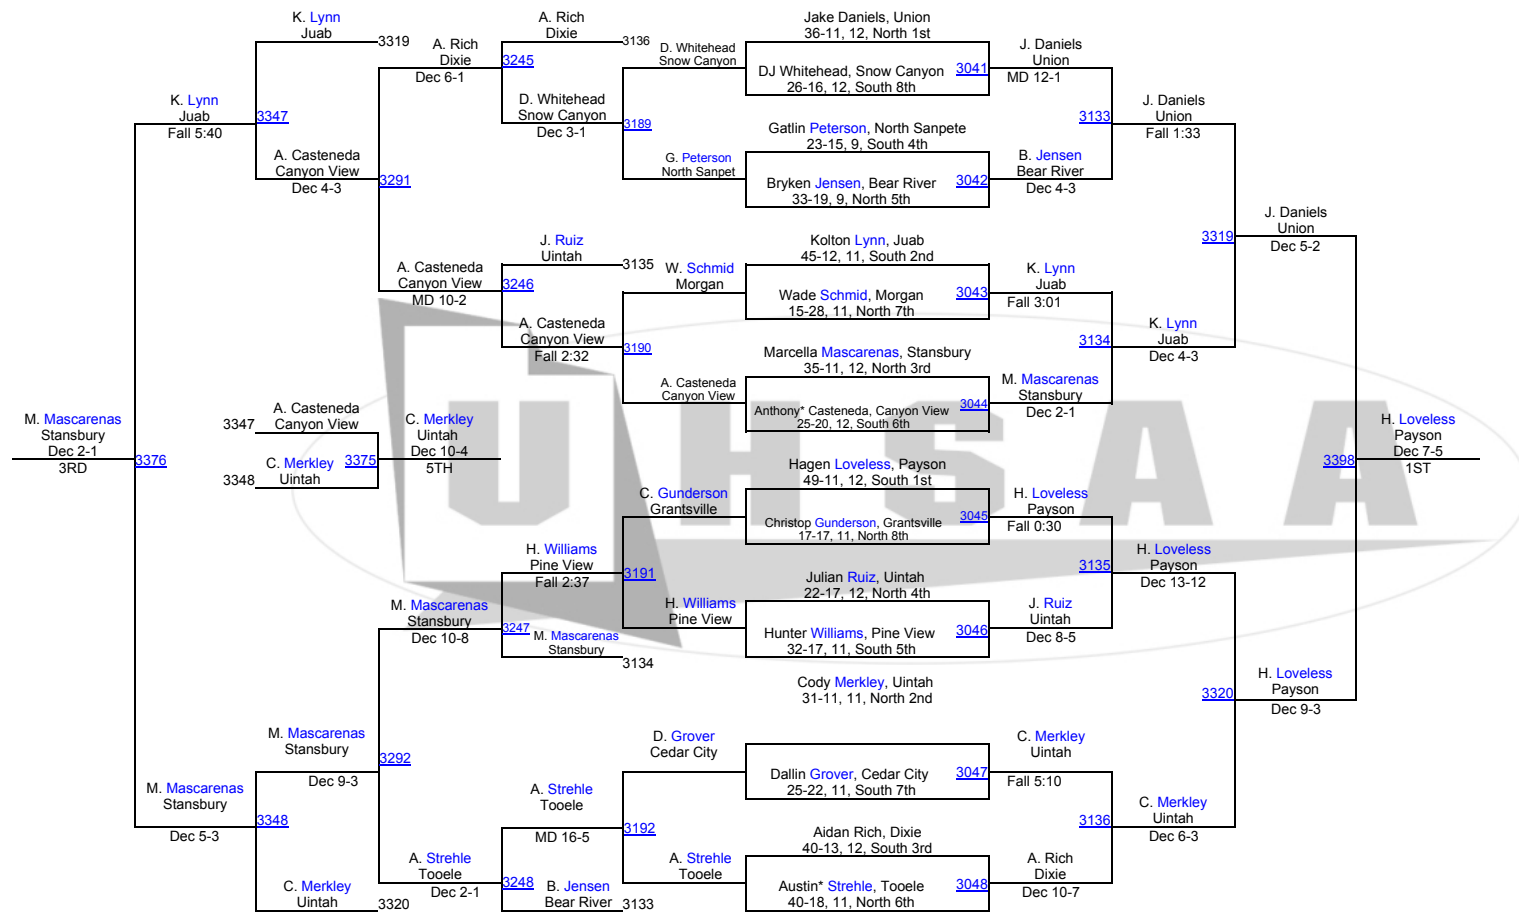 K. Lynn
Juab
3319
A. Rich
Dixie
Dec 6-1
A. Rich
Dixie
3136
3245
D. Whitehead
Snow Canyon
Jake Daniels, Union
36-11, 12, North 1st
DJ Whitehead, Snow Canyon
26-16, 12, South 8th
3041
J. Daniels
Union
MD 12-1
K. Lynn
Juab
Fall 5:40
3347
D. Whitehead
Snow Canyon
Dec 3-1
3189
Gatlin Peterson, North Sanpete
23-15, 9, South 4th
3133
J. Daniels
Union
Fall 1:33
A. Casteneda
Canyon View
Dec 4-3
3291
G. Peterson
North Sanpet
Bryken Jensen, Bear River
33-19, 9, North 5th
3042
B. Jensen
Bear River
Dec 4-3
J. Daniels
Union
Dec 5-2
3319
J. Ruiz
Uintah
3135
Kolton Lynn, Juab
45-12, 11, South 2nd
A. Casteneda
Canyon View
MD 10-2
3246
W. Schmid
Morgan
Wade Schmid, Morgan
15-28, 11, North 7th
3043
K. Lynn
Juab
Fall 3:01
A. Casteneda
Canyon View
Fall 2:32
3190
Marcella Mascarenas, Stansbury
35-11, 12, North 3rd
3134
K. Lynn
Juab
Dec 4-3
A. Casteneda
Canyon View
Anthony* Casteneda, Canyon View
25-20, 12, South 6th
3044
M. Mascarenas
Stansbury
Dec 2-1
M. Mascarenas
Stansbury
Dec 2-1
3RD
3376
3347
A. Casteneda
Canyon View
C. Merkley
Uintah
Dec 10-4
5TH
3375
C. Merkley
Uintah
3348
UHSAA
H. Loveless
Payson
Dec 7-5
1ST
3398
Hagen Loveless, Payson
49-11, 12, South 1st
C. Gunderson
Grantsville
Christop Gunderson, Grantsville
17-17, 11, North 8th
3045
H. Loveless
Payson
Fall 0:30
H. Williams
Pine View
Fall 2:37
3191
Julian Ruiz, Uintah
22-17, 12, North 4th
3135
H. Loveless
Payson
Dec 13-12
M. Mascarenas
Stansbury
Dec 10-8
3247
H. Williams
Pine View
Hunter Williams, Pine View
32-17, 11, South 5th
3046
J. Ruiz
Uintah
Dec 8-5
M. Mascarenas
Stansbury
3134
Cody Merkley, Uintah
31-11, 11, North 2nd
3320
H. Loveless
Payson
Dec 9-3
M. Mascarenas
Stansbury
Dec 9-3
3292
D. Grover
Cedar City
Dallin Grover, Cedar City
25-22, 11, South 7th
3047
C. Merkley
Uintah
Fall 5:10
M. Mascarenas
Stansbury
Dec 5-3
3348
A. Strehle
Tooele
MD 16-5
3192
Aidan Rich, Dixie
40-13, 12, South 3rd
3136
C. Merkley
Uintah
Dec 6-3
A. Strehle
Tooele
Dec 2-1
3248
A. Strehle
Tooele
Austin* Strehle, Tooele
40-18, 11, North 6th
3048
A. Rich
Dixie
Dec 10-7
C. Merkley
Uintah
3320
B. Jensen
Bear River
3133